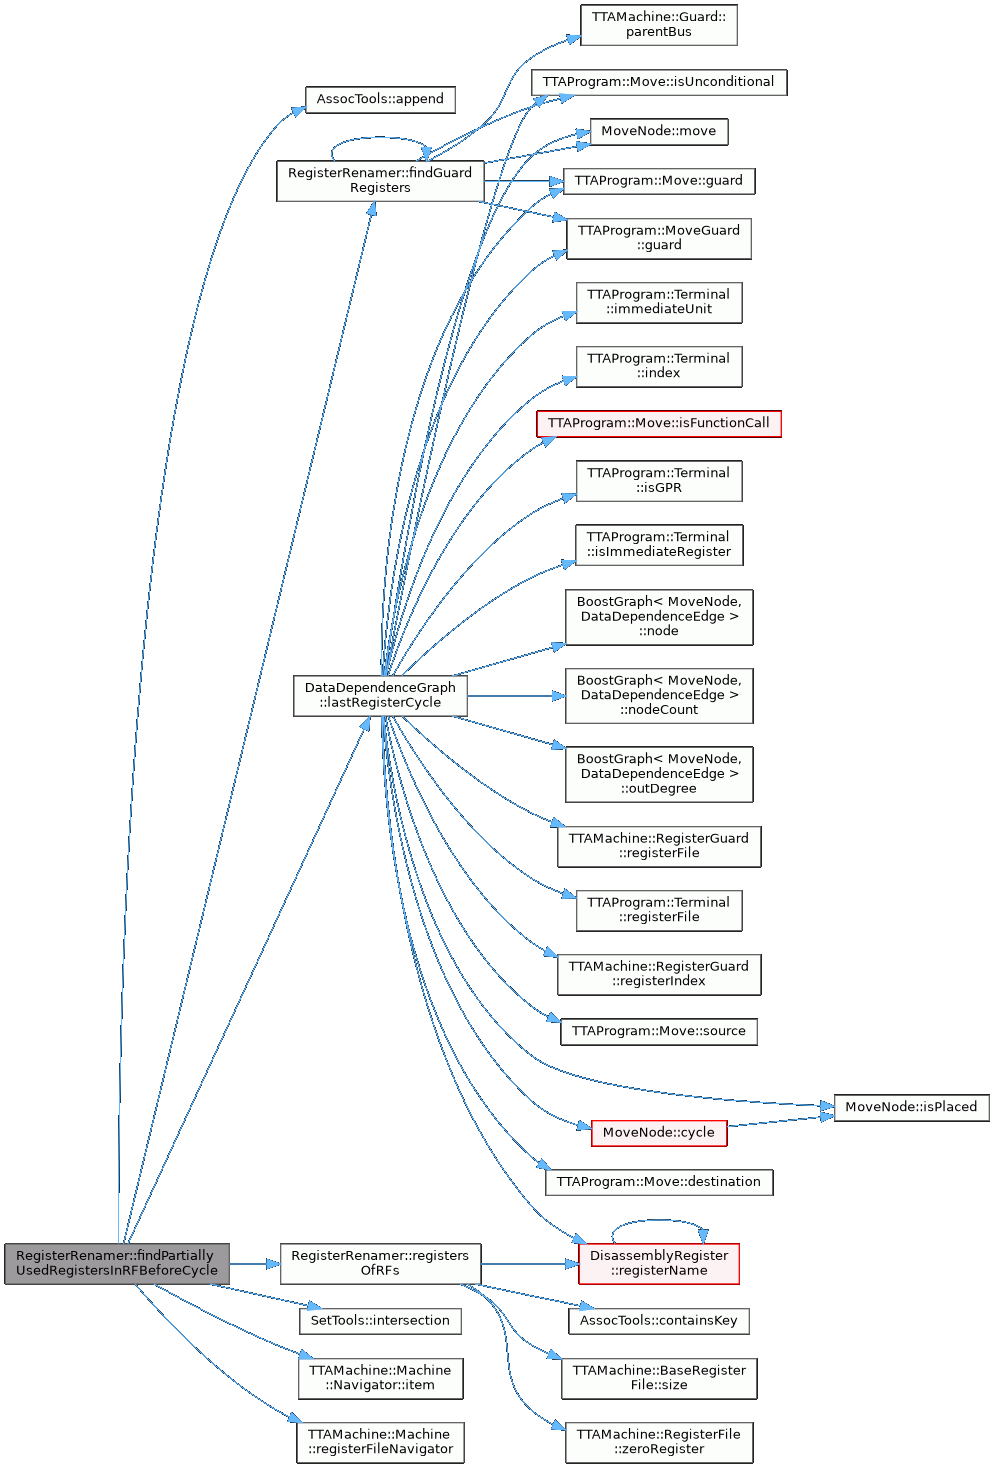 TTAMachine::Guard::
parentBus
TTAProgram::Move::isUnconditional
AssocTools::append
MoveNode::move
RegisterRenamer::findGuard
Registers
TTAProgram::Move::guard
TTAProgram::MoveGuard
::guard
TTAProgram::Terminal
::immediateUnit
TTAProgram::Terminal
::index
TTAProgram::Move::isFunctionCall
TTAProgram::Terminal
::isGPR
TTAProgram::Terminal
::isImmediateRegister
BoostGraph< MoveNode,
DataDependenceEdge >
::node
DataDependenceGraph
::lastRegisterCycle
BoostGraph< MoveNode,
DataDependenceEdge >
::nodeCount
BoostGraph< MoveNode,
DataDependenceEdge >
::outDegree
TTAMachine::RegisterGuard
::registerFile
TTAProgram::Terminal
::registerFile
TTAMachine::RegisterGuard
::registerIndex
TTAProgram::Move::source
MoveNode::isPlaced
MoveNode::cycle
TTAProgram::Move::destination
RegisterRenamer::findPartially
UsedRegistersInRFBeforeCycle
RegisterRenamer::registers
OfRFs
DisassemblyRegister
::registerName
SetTools::intersection
AssocTools::containsKey
TTAMachine::Machine
::Navigator::item
TTAMachine::BaseRegister
File::size
TTAMachine::Machine
::registerFileNavigator
TTAMachine::RegisterFile
::zeroRegister